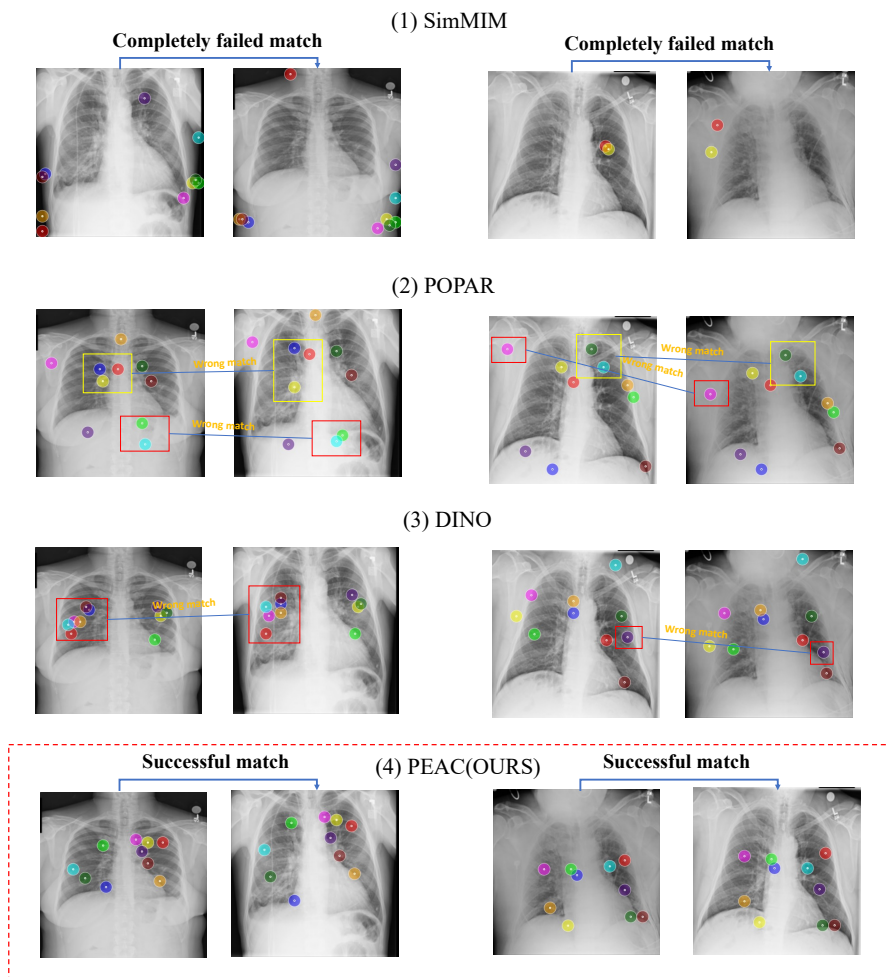 (1) SimMIM
Completely failed match
Completely failed match
(2) POPAR
Wrong match
Wrong match
Wrong match
Wrong match
(3) DINO
Wrong match
Wrong match
Successful match
(4) PEAC(OURS)
Successful match